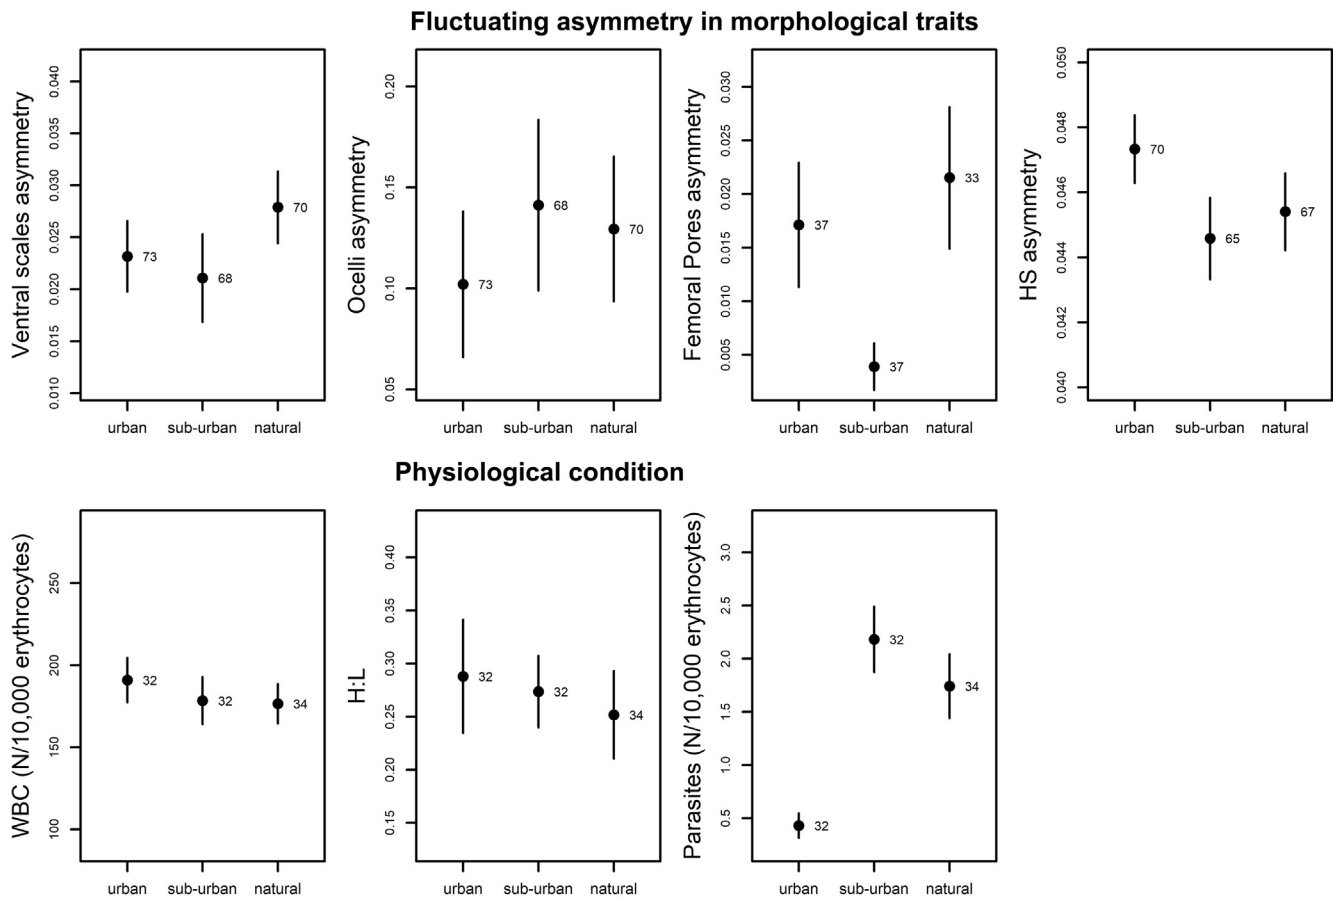 Fluctuating asymmetry in morphological traits
Ventral scales asymmetry
0.040
0.035
0.030
0.025
0.020
0.015
0.010
73
68
70
urban
sub-urban
natural
Ocelli asymmetry
0.20
0.15
0.10
0.05
73
68
70
urban
sub-urban
natural
Femoral Pores asymmetry
0.030
0.025
0.020
0.015
0.010
0.005
37
37
33
urban
sub-urban
natural
HS asymmetry
0.050
0.048
0.046
0.044
0.042
0.040
70
65
67
urban
sub-urban
natural
Physiological condition
WBC (N/10,000 erythrocytes)
250
200
150
100
32
32
34
urban
sub-urban
natural
H:L
0.40
0.35
0.30
0.25
0.20
0.15
32
32
34
urban
sub-urban
natural
Parasites (N/10,000 erythrocytes)
3.0
2.5
2.0
1.5
1.0
0.5
32
32
34
urban
sub-urban
natural